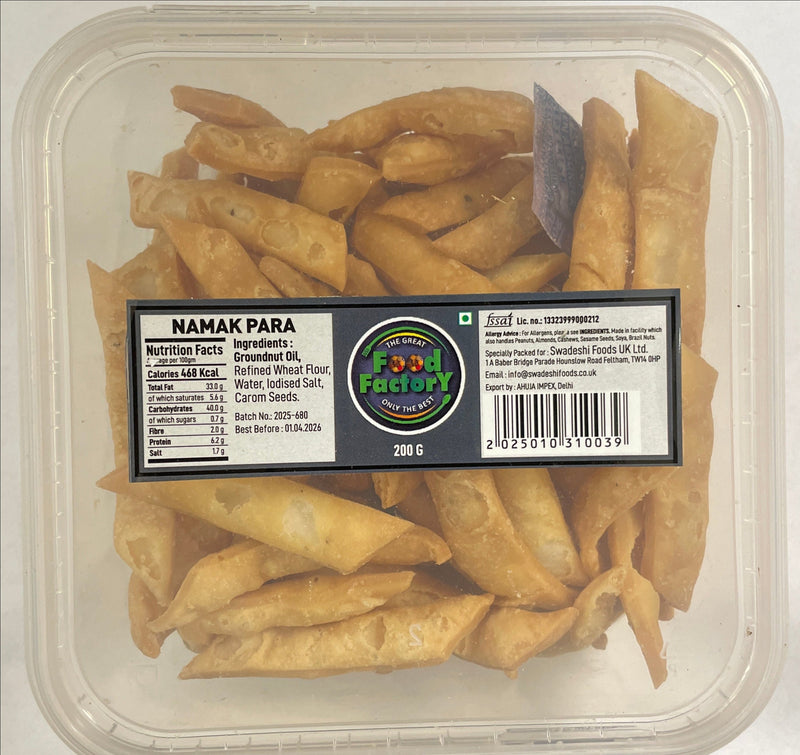 NAMAK PARA
Nutrition Facts
age per 100gm
Calories 468 Kcal
Total Fat 33.0 g
of which saturates 5.6 g
Carbohydrates 40.0 g
of which sugars 0.7 g
Fibre 2.0 g
Protein 6.2 g
Salt 1.7 g
Ingredients :
Groundnut Oil,
Refined Wheat Flour,
Water, Iodised Salt,
Carom Seeds.
Batch No.: 2025-680
Best Before : 01.04.2026
THE GREAT
Food
FactorY
ONLY THE BEST
200 G
fssai Lic. no.: 13323999000212
Allergy Advice : For Allergens, see INGREDIENTS. Made in facility which
also handles Peanuts, Almonds, Cashews, Sesame Seeds, Soya, Brazil Nuts.
Specially Packed for : Swadeshi Foods UK Ltd.
1 A Baber Bridge Parade Hounslow Road Feltham, TW14 0HP
Email : info@swadeshifoods.co.uk
Export by : AHUJA IMPEX, Delhi
2 025010 310039